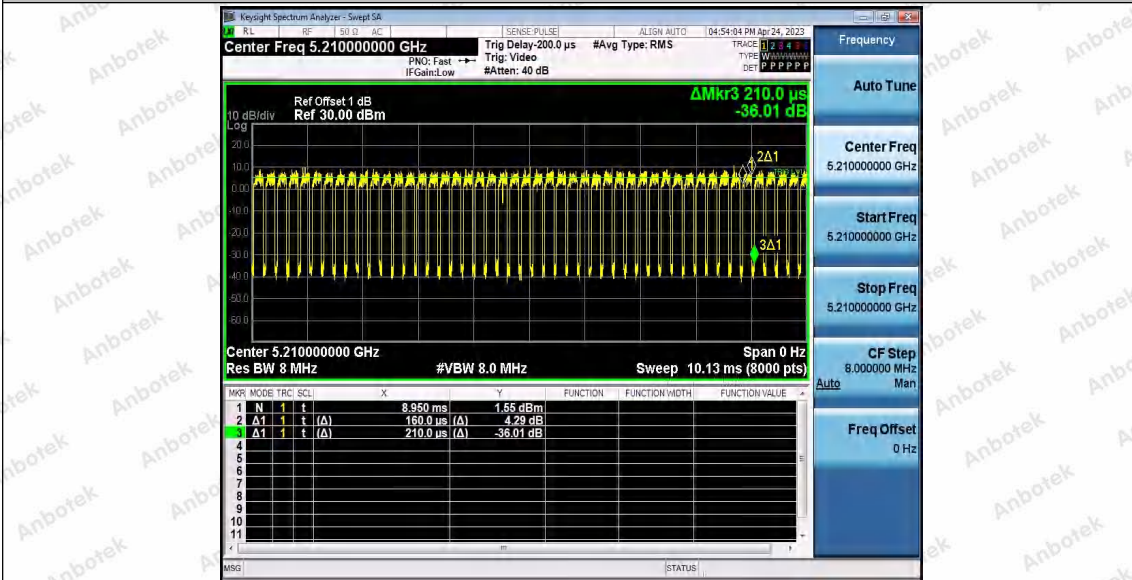 Keysight Spectrum Analyzer - Swept SA
RL RF 50 Ω AC SENSE:PULSE ALIGN AUTO 04:54:04 PM Apr 24, 2023
Center Freq 5.210000000 GHz Trig Delay-200.0 µs #Avg Type: RMS TRACE 1 2 3 4
PNO: Fast Trig: Video TYPE
IFGain:Low #Atten: 40 dB DET P P P P P P
Frequency
ΔMkr3 210.0 µs
-36.01 dB
Ref Offset 1 dB
10 dB/div Ref 30.00 dBm
Log
20.0
10.0
0.00
-10.0
-20.0
-30.0
-40.0
-50.0
-60.0
2Δ1
3Δ1
Center 5.210000000 GHz Span 0 Hz
Res BW 8 MHz #VBW 8.0 MHz Sweep 10.13 ms (8000 pts)
MKR MODE TRC SCL X Y FUNCTION FUNCTION WIDTH FUNCTION VALUE
1 N 1 t 8.950 ms 1.55 dBm
2 Δ1 1 t (Δ) 160.0 µs (Δ) 4.29 dB
3 Δ1 1 t (Δ) 210.0 µs (Δ) -36.01 dB
4
5
6
7
8
9
10
11
MSG STATUS
Auto Tune
Center Freq
5.210000000 GHz
Start Freq
5.210000000 GHz
Stop Freq
5.210000000 GHz
CF Step
8.000000 MHz
Auto Man
Freq Offset
0 Hz
Anbotek